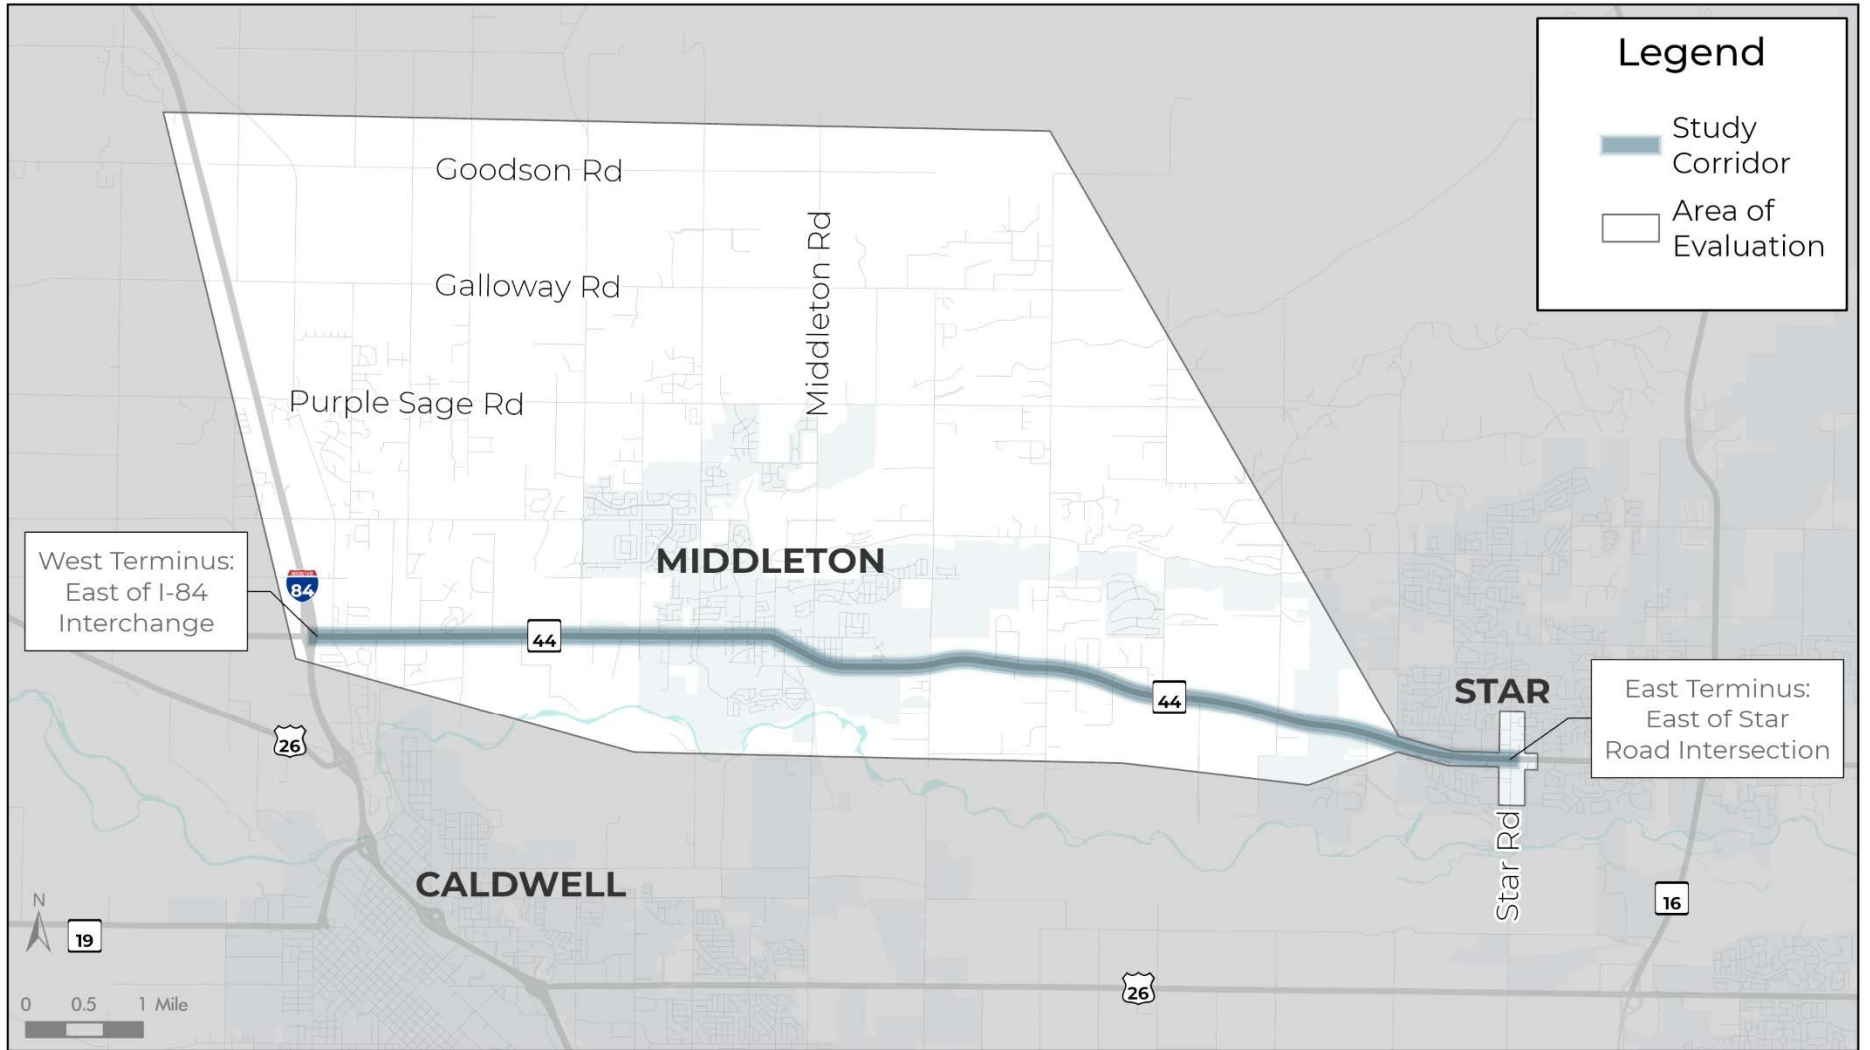 Legend
Study
Corridor
Area of
Evaluation
Goodson Rd
Middleton Rd
Galloway Rd
Purple Sage Rd
MIDDLETON
West Terminus:
East of I-84
Interchange
84
44
44
STAR
East Terminus:
East of Star
Road Intersection
26
Star Rd
CALDWELL
16
N
19
26
0 0.5 1 Mile